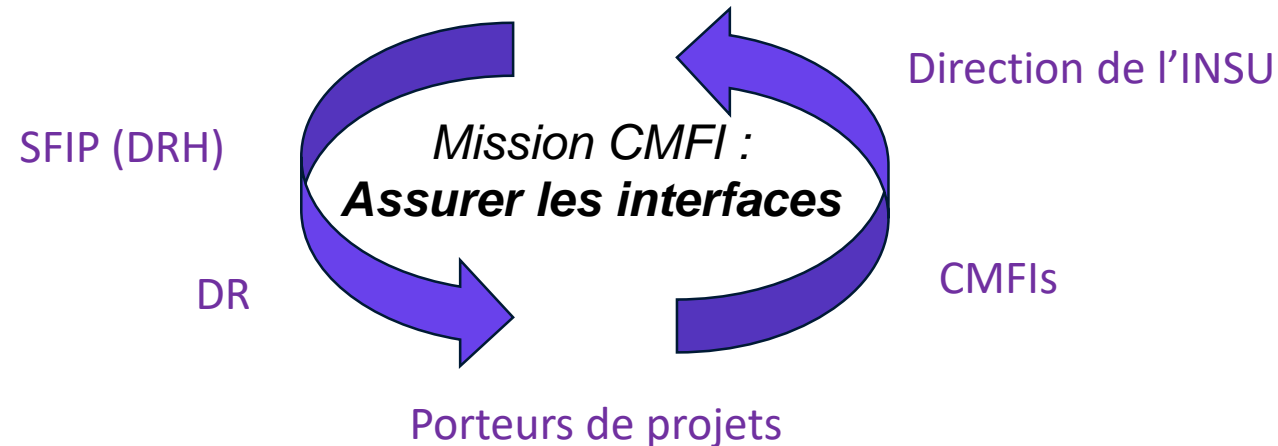 Direction de l’INSU
SFIP (DRH)
Mission CMFI :
Assurer les interfaces
DR
CMFIs
Porteurs de projets